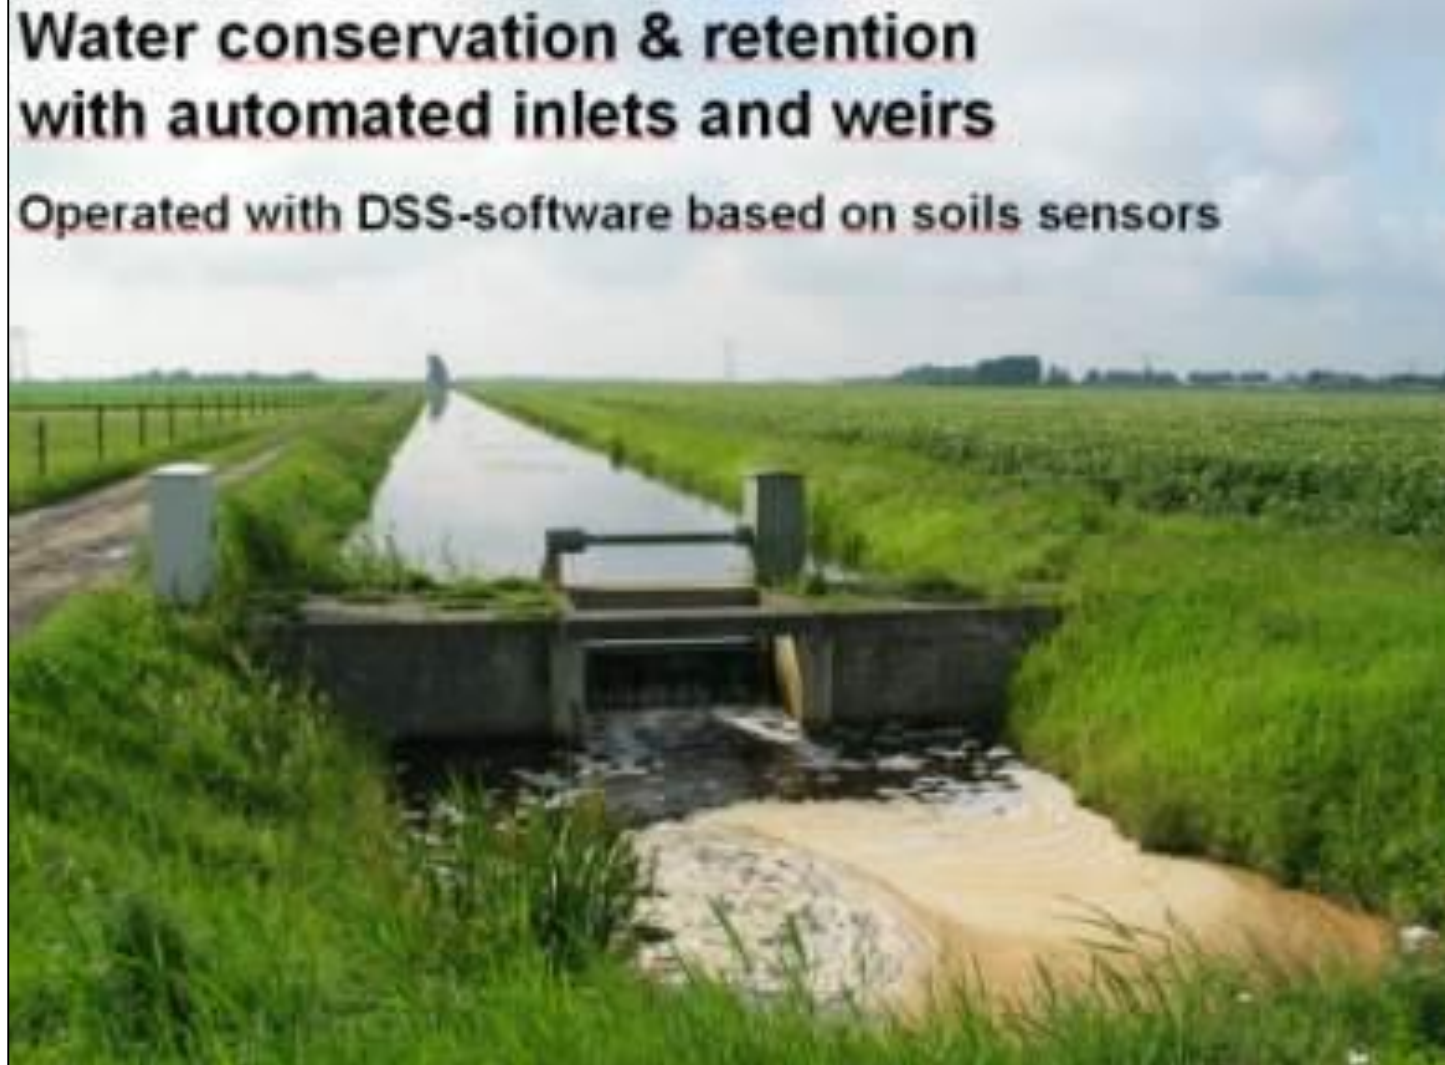 Water conservation & retention
with automated inlets and weirs
Operated with DSS-software based on soils sensors